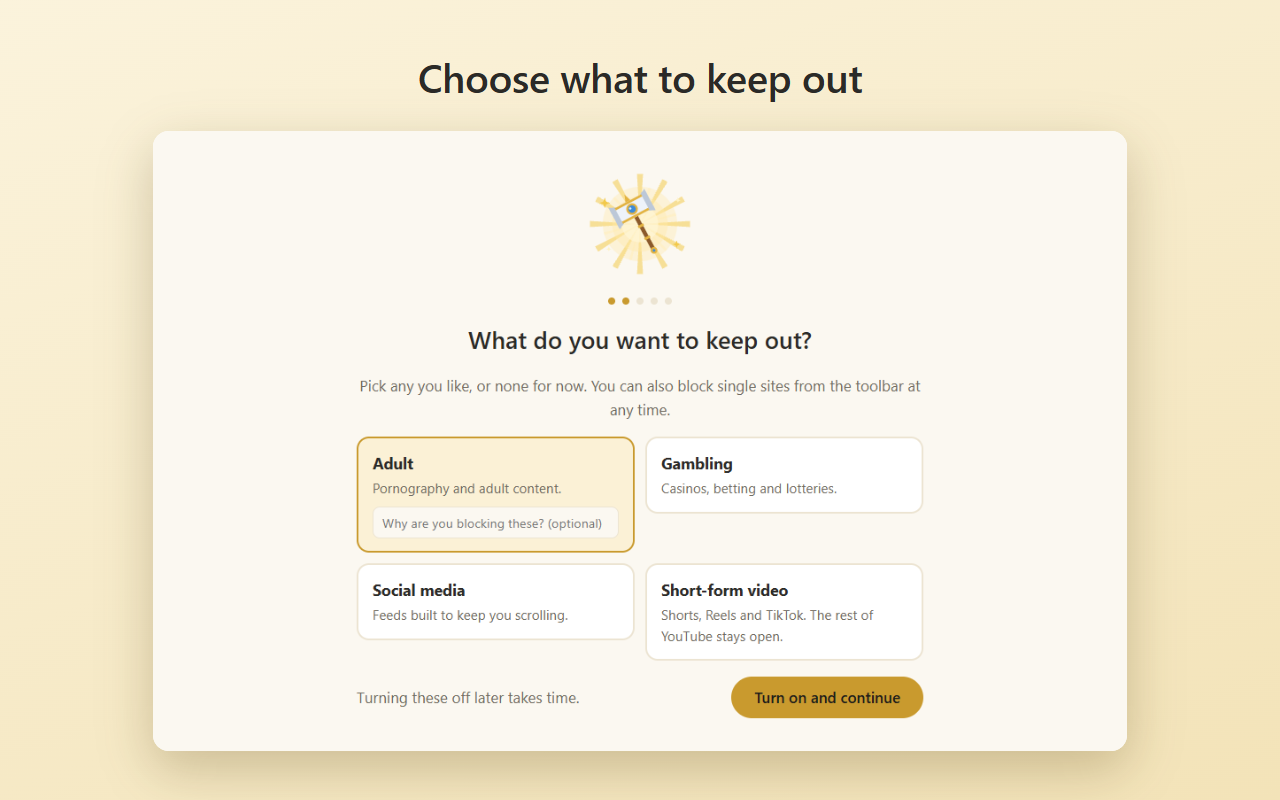 Choose what to keep out
What do you want to keep out?
Pick any you like, or none for now. You can also block single sites from the toolbar at
any time.
Adult
Pornography and adult content.
Why are you blocking these? (optional)
Gambling
Casinos, betting and lotteries.
Social media
Feeds built to keep you scrolling.
Short-form video
Shorts, Reels and TikTok. The rest of
YouTube stays open.
Turning these off later takes time.
Turn on and continue